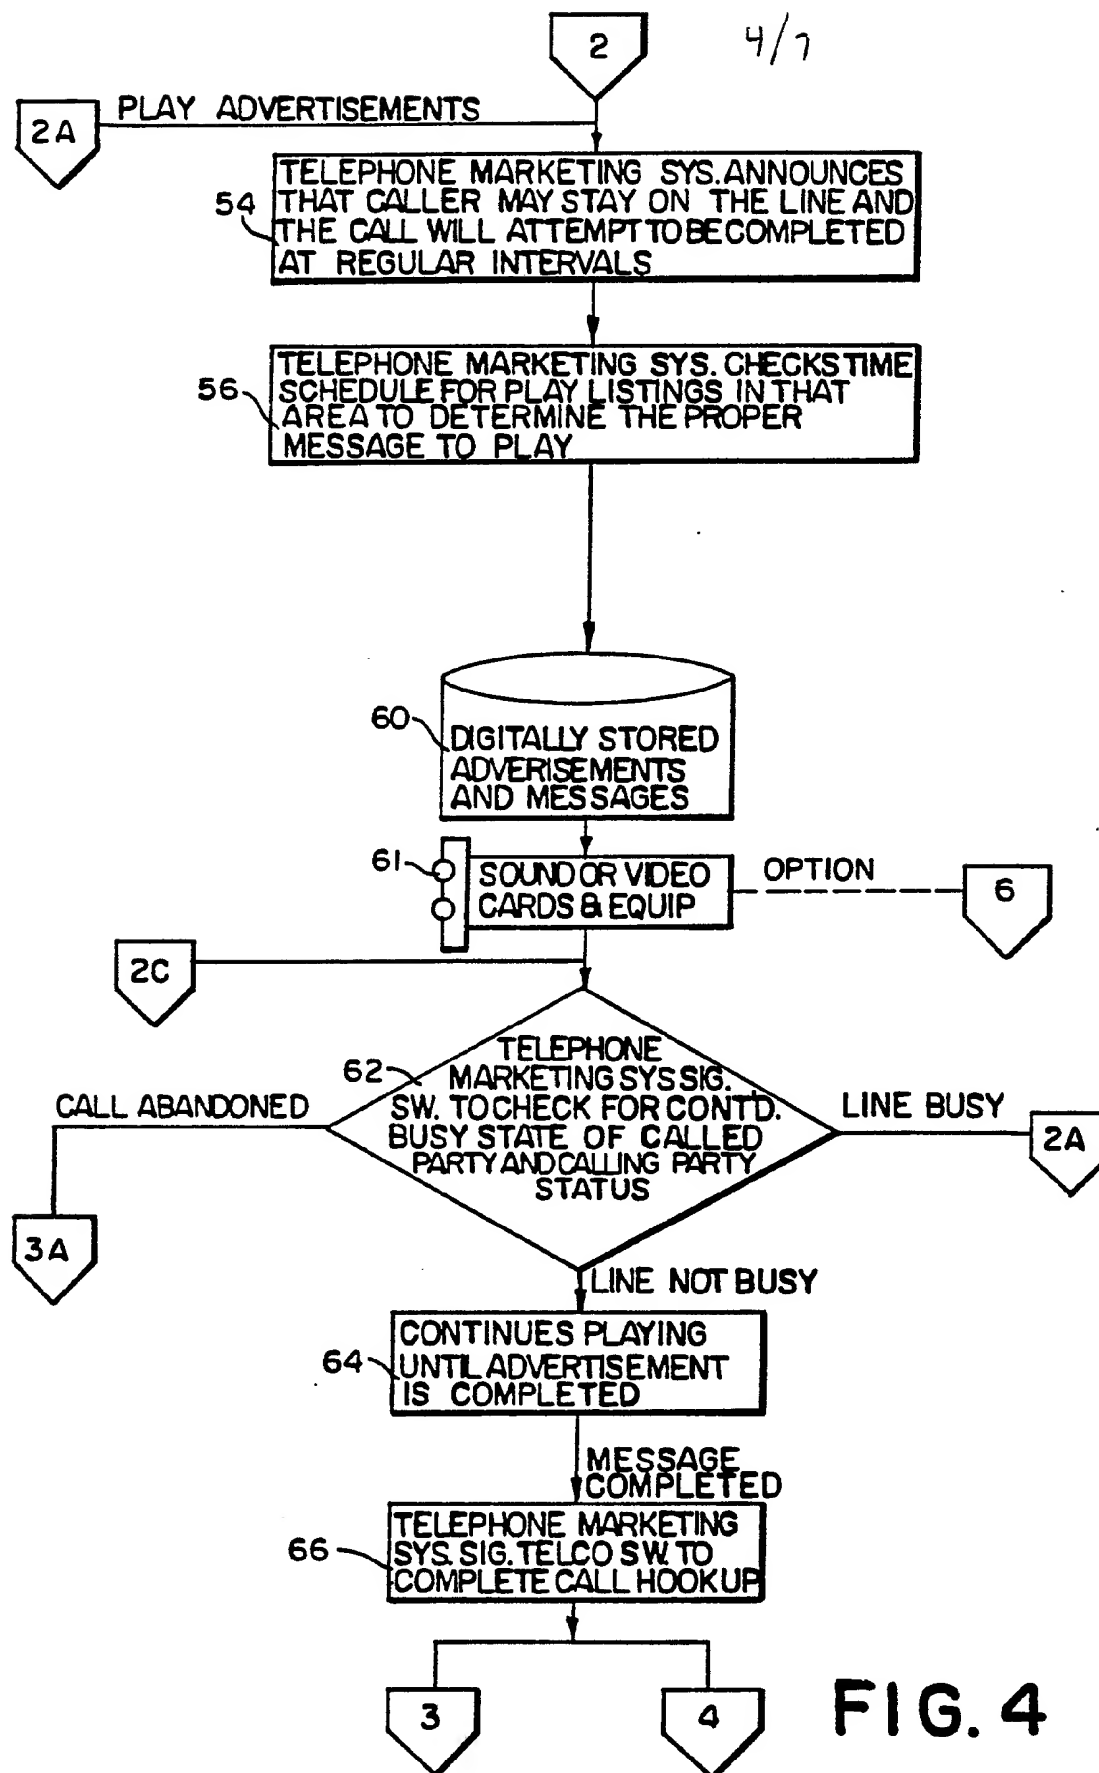 2
4/7
2A
PLAY ADVERTISEMENTS
TELEPHONE MARKETING SYS. ANNOUNCES
THAT CALLER MAY STAY ON THE LINE AND
THE CALL WILL ATTEMPT TO BE COMPLETED
AT REGULAR INTERVALS
54
TELEPHONE MARKETING SYS. CHECKS TIME
SCHEDULE FOR PLAY LISTINGS IN THAT
AREA TO DETERMINE THE PROPER
MESSAGE TO PLAY
56
60
DIGITALLY STORED
ADVERISEMENTS
AND MESSAGES
61
SOUND OR VIDEO
CARDS & EQUIP
OPTION
6
2C
62
TELEPHONE
MARKETING SYS SIG.
SW. TO CHECK FOR CONT'D.
BUSY STATE OF CALLED
PARTY AND CALLING PARTY
STATUS
CALL ABANDONED
LINE BUSY
2A
3A
LINE NOT BUSY
CONTINUES PLAYING
UNTIL ADVERTISEMENT
IS COMPLETED
64
MESSAGE
COMPLETED
TELEPHONE MARKETING
SYS. SIG. TELCO SW. TO
COMPLETE CALL HOOKUP
66
3
4
FIG. 4